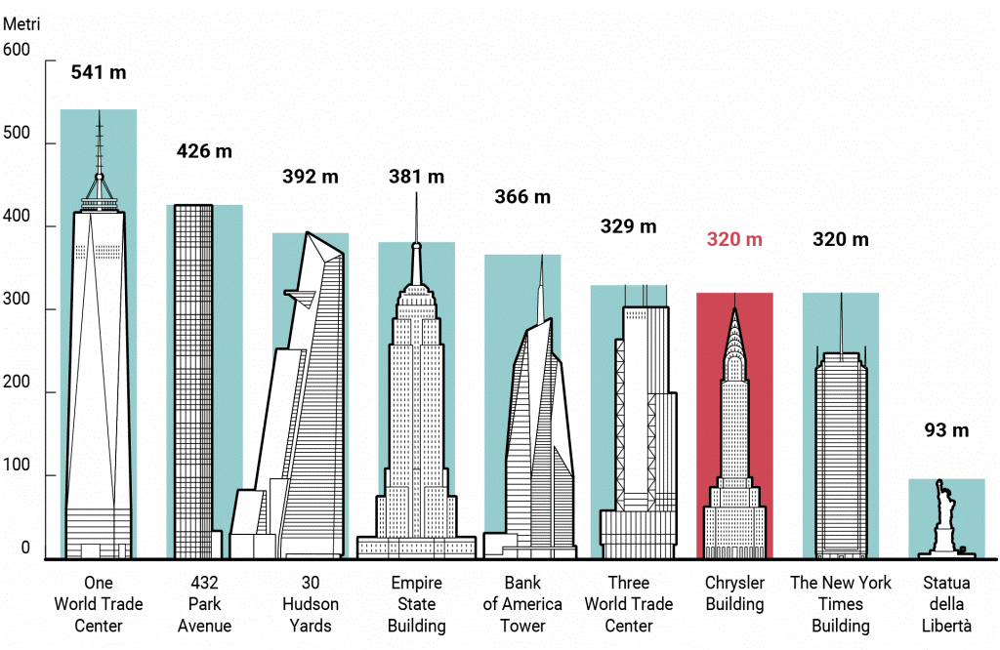 Metri
600
500
400
300
200
100
0
541 m
426 m
392 m
381 m
366 m
329 m
320 m
320 m
93 m
One
World Trade
Center
432
Park
Avenue
30
Hudson
Yards
Empire
State
Building
Bank
of America
Tower
Three
World Trade
Center
Chrysler
Building
The New York
Times
Building
Statua
della
Libertà